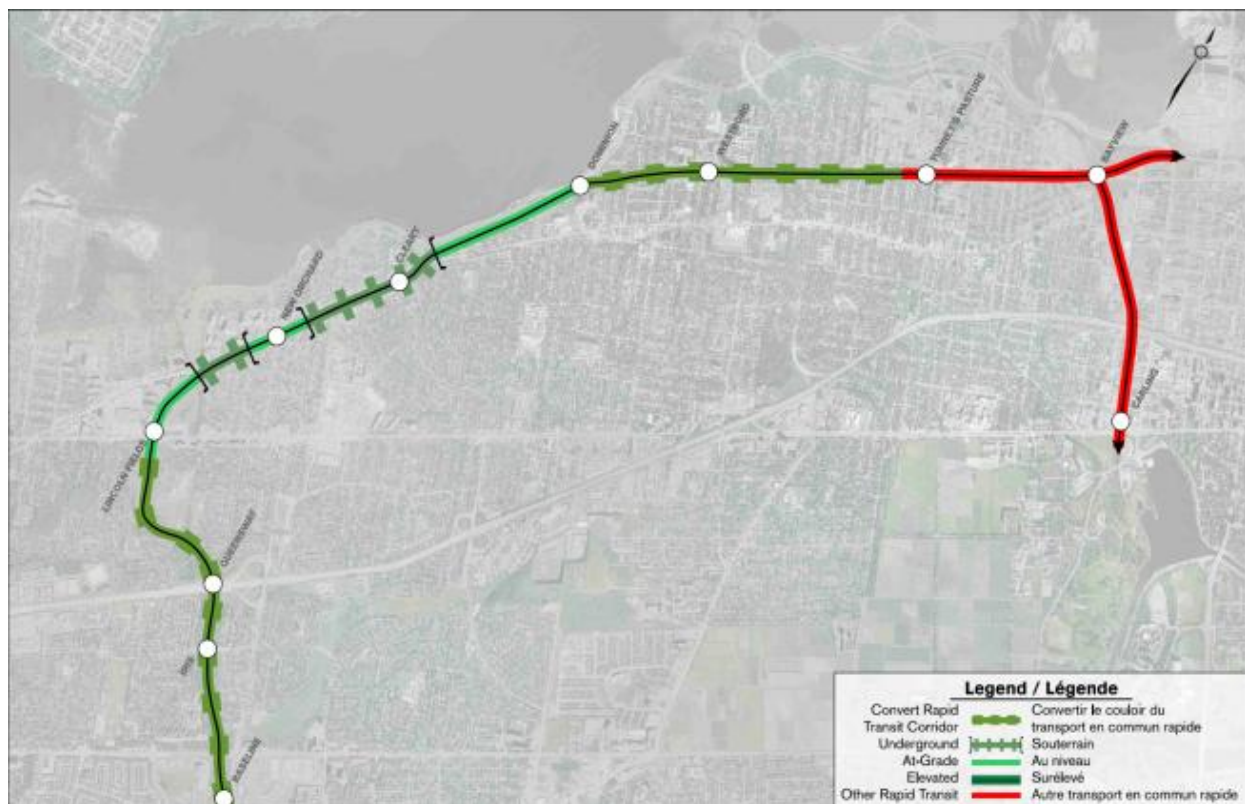 DOMINION
WESTBORO
TUNNEY'S PASTURE
BAYVIEW
CLEARY
NEW ORCHARD
CARLING
LINCOLN FIELDS
QUEENSWAY
IRIS
BASELINE
Legend / Légende
Convert Rapid
Transit Corridor
Convertir le couloir du
transport en commun rapide
Underground
Souterrain
At-Grade
Au niveau
Elevated
Surélevé
Other Rapid Transit
Autre transport en commun rapide